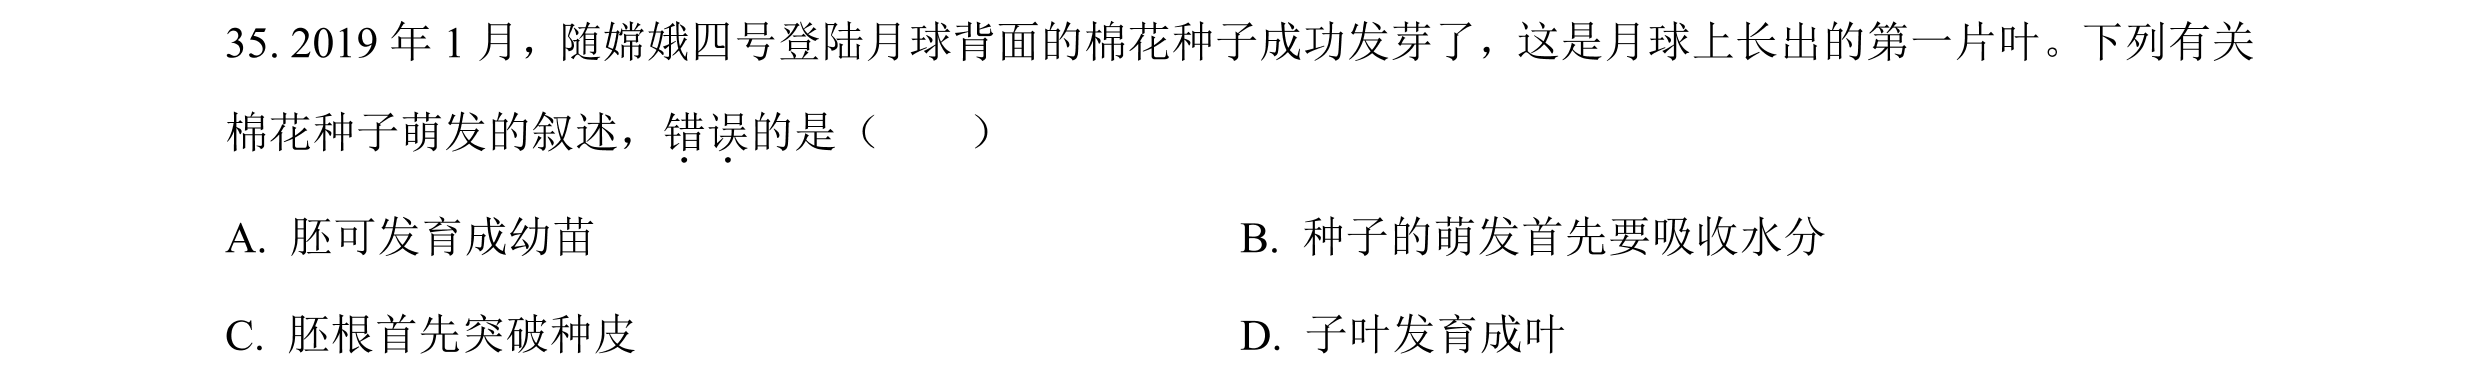 35. 2019 年 1 月，随嫦娥四号登陆月球背面的棉花种子成功发芽了，这是月球上长出的第一片叶。下列有关
棉花种子萌发的叙述，错误的是（　　）
A. 胚可发育成幼苗　　B. 种子的萌发首先要吸收水分
C. 胚根首先突破种皮　　D. 子叶发育成叶